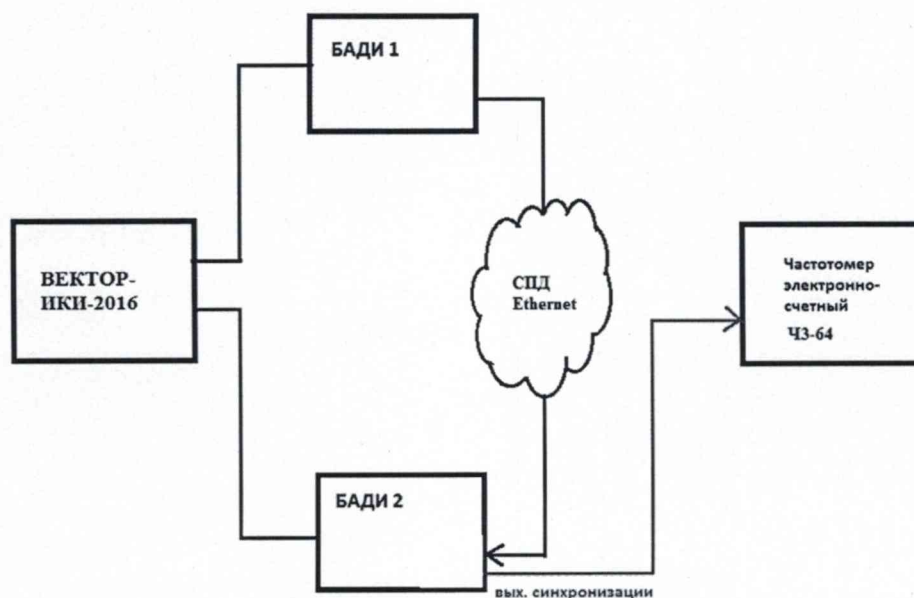 БАДИ 1
ВЕКТОР-
ИКИ-2016
СПД
Ethernet
Частотомер
электронно-
счетный
ЧЗ-64
БАДИ 2
вых. синхронизации